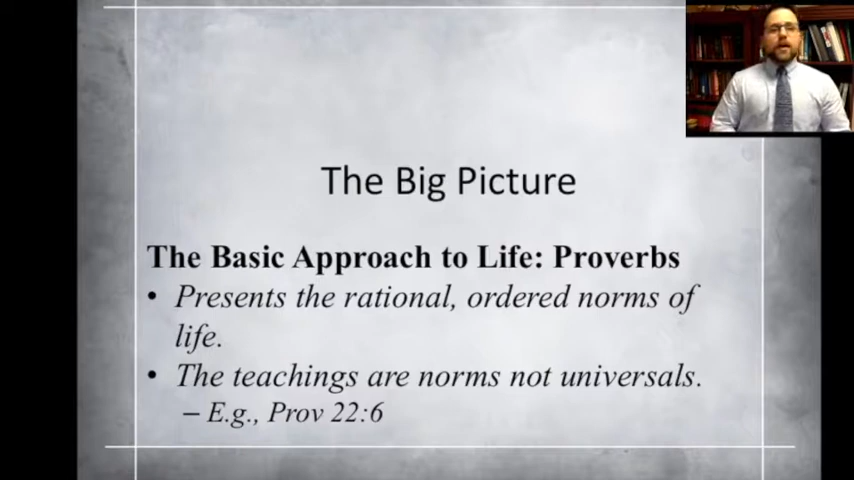 The Big Picture
The Basic Approach to Life: Proverbs
• Presents the rational, ordered norms of
life.
• The teachings are norms not universals.
– E.g., Prov 22:6